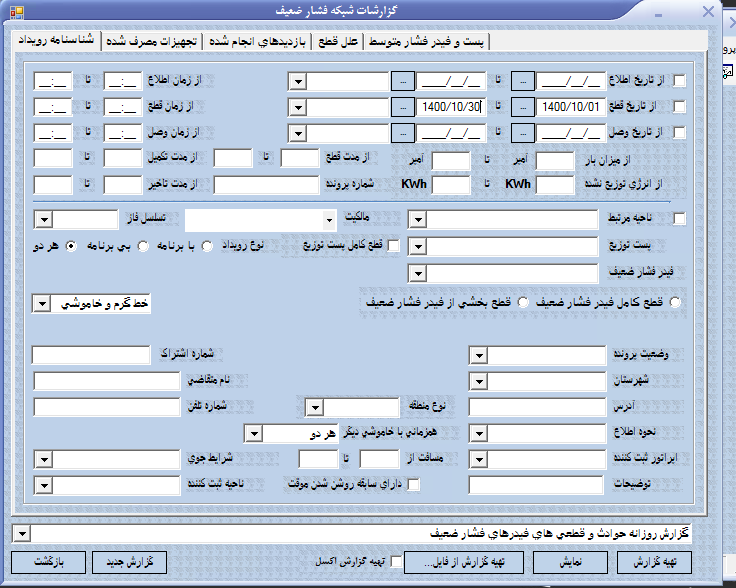 گزارشات شبکه فشار ضعیف
شناسنامه رویداد تجهیزات مصرف شده بازدیدهای انجام شده علل قطع پست و فیدر فشار متوسط
از تاریخ اطلاع __/__/____ ... تا __/__/____ ... از زمان اطلاع __:__ تا __:__
از تاریخ قطع 1400/10/01 ... تا 1400/10/30 ... از زمان قطع __:__ تا __:__
از تاریخ وصل __/__/____ ... تا __/__/____ ... از زمان وصل __:__ تا __:__
از میزان بار آمپر تا آمپر از مدت قطع تا از مدت تکمیل تا
از انرژی توزیع نشده KWh تا KWh شماره پرونده از مدت تاخیر تا
ناحیه مرتبط مالکیت تسلسل فاز
پست توزیع قطع کامل پست توزیع نوع رویداد با برنامه بی برنامه هر دو
فیدر فشار ضعیف
قطع کامل فیدر فشار ضعیف قطع بخشی از فیدر فشار ضعیف خط گرم و خاموشی
وضعیت پرونده شماره اشتراک
شهرستان نام متقاضی
آدرس نوع منطقه شماره تلفن
نحوه اطلاع همزمانی با خاموشی دیگر هر دو
اپراتور ثبت کننده مسافت از تا شرایط جوی
توضیحات دارای سابقه روشن شدن موقت ناحیه ثبت کننده
گزارش روزانه حوادث و قطعی های فیدرهای فشار ضعیف
تهیه گزارش نمایش تهیه گزارش از فایل... تهیه گزارش اکسل گزارش جدید بازگشت